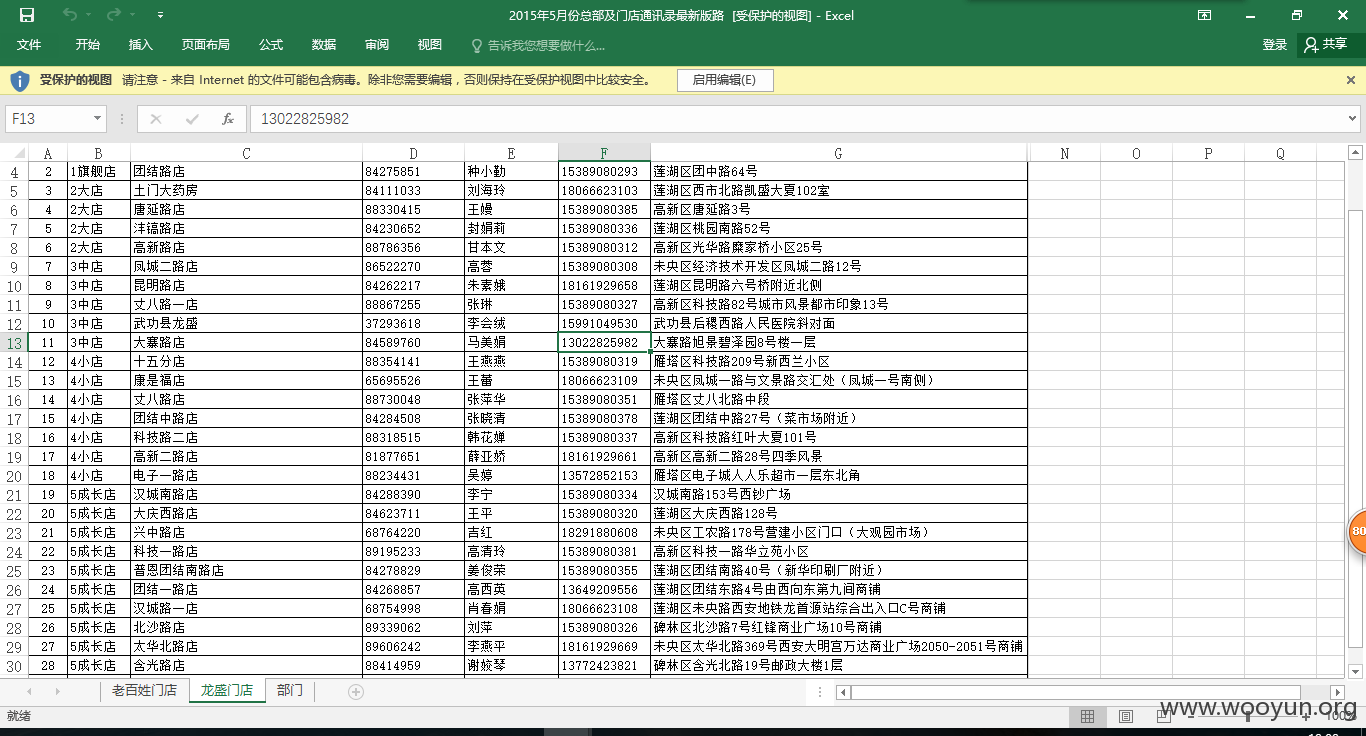 2015年5月份总部及门店通讯录最新版路 [受保护的视图] - Excel
文件 开始 插入 页面布局 公式 数据 审阅 视图 告诉我您想要做什么... 登录 共享
受保护的视图 请注意 - 来自 Internet 的文件可能包含病毒。除非您需要编辑，否则保持在受保护视图中比较安全。 启用编辑(E)
F13 fx 13022825982
A B C D E F G N O P Q
4 2 1旗舰店 团结路店 84275851 种小勤 15389080293 莲湖区团中路64号
5 3 2大店 土门大药房 84111033 刘海玲 18066623103 莲湖区西市北路凯盛大夏102室
6 4 2大店 唐延路店 88330415 王嫚 15389080385 高新区唐延路3号
7 5 2大店 沣镐路店 84230652 封娟莉 15389080336 莲湖区桃园南路52号
8 6 2大店 高新路店 88786356 甘本文 15389080312 高新区光华路糜家桥小区25号
9 7 3中店 凤城二路店 86522270 高蓉 15389080308 未央区经济技术开发区凤城二路12号
10 8 3中店 昆明路店 84262217 朱素娥 18161929658 莲湖区昆明路六号桥附近北侧
11 9 3中店 丈八路一店 88867255 张琳 15389080327 高新区科技路82号城市风景都市印象13号
12 10 3中店 武功县龙盛 37293618 李会绒 15991049530 武功县后稷西路人民医院斜对面
13 11 3中店 大寨路店 84589760 马美娟 13022825982 大寨路旭景碧泽园8号楼一层
14 12 4小店 十五分店 88354141 王燕燕 15389080319 雁塔区科技路209号新西兰小区
15 13 4小店 康是福店 65695526 王蕾 18066623109 未央区凤城一路与文景路交汇处（凤城一号南侧）
16 14 4小店 丈八路店 88730048 张萍华 15389080351 雁塔区丈八北路中段
17 15 4小店 团结中路店 84284508 张晓清 15389080378 莲湖区团结中路27号（菜市场附近）
18 16 4小店 科技路二店 88318515 韩花婵 15389080337 高新区科技路红叶大夏101号
19 17 4小店 高新二路店 81877651 薛亚娇 18161929661 高新区高新二路28号四季风景
20 18 4小店 电子一路店 88234431 吴婷 13572852153 雁塔区电子城人人乐超市一层东北角
21 19 5成长店 汉城南路店 84288390 李宁 15389080334 汉城南路153号西钞广场
22 20 5成长店 大庆西路店 84623711 王平 15389080320 莲湖区大庆西路128号
23 21 5成长店 兴中路店 68764220 吉红 18291880608 未央区工农路178号营建小区门口（大观园市场）
24 22 5成长店 科技一路店 89195233 高清玲 15389080381 高新区科技一路华立苑小区
25 23 5成长店 普恩团结南路店 84278829 姜俊荣 15389080355 莲湖区团结南路40号（新华印刷厂附近）
26 24 5成长店 团结一路店 84268857 高西英 13649209556 莲湖区团结东路4号由西向东第九间商铺
27 25 5成长店 汉城路一店 68754998 肖春娟 18066623108 莲湖区未央路西安地铁龙首源站综合出入口C号商铺
28 26 5成长店 北沙路店 89339062 刘萍 15389080326 碑林区北沙路7号红锋商业广场10号商铺
29 27 5成长店 太华北路店 89606242 李燕平 18161929669 未央区太华北路369号西安大明宫万达商业广场2050-2051号商铺
30 28 5成长店 含光路店 88414959 谢姣琴 13772423821 碑林区含光北路19号邮政大楼1层
老百姓门店 龙盛门店 部门
就绪 100%
www.wooyun.org
80